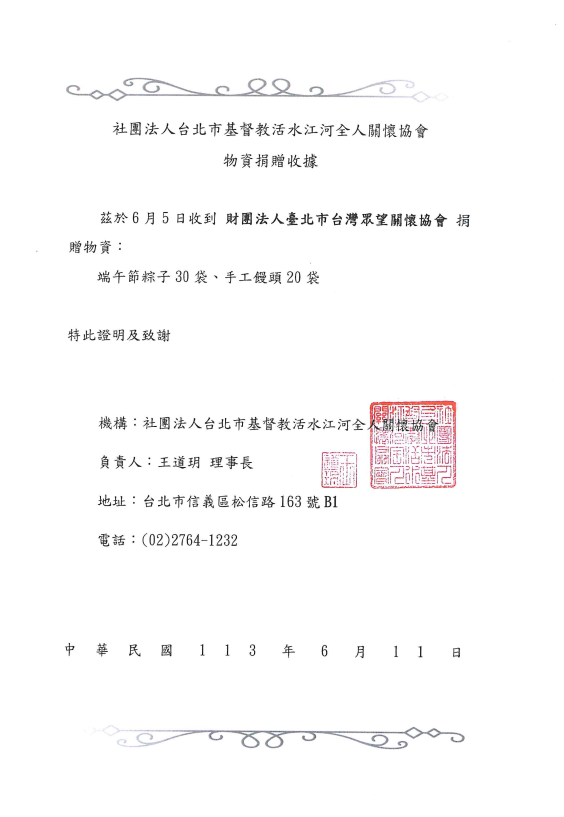 社團法人台北市基督教活水江河全人關懷協會
物資捐贈收據
茲於6月5日收到 財團法人臺北市台灣眾望關懷協會 捐
贈物資：
端午節粽子30袋、手工饅頭20袋
特此證明及致謝
機構：社團法人台北市基督教活水江河全人關懷協會
負責人：王道玥 理事長
地址：台北市信義區松信路163號B1
電話：(02)2764-1232
中華民國113年6月11日